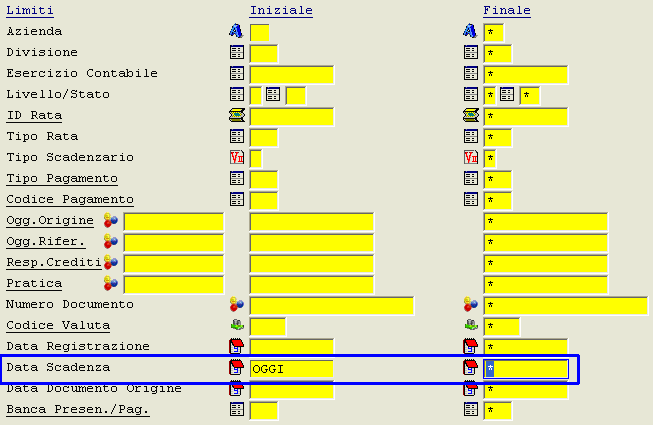 Limiti Iniziale Finale
Azienda *
Divisione *
Esercizio Contabile *
Livello/Stato * *
ID Rata *
Tipo Rata *
Tipo Scadenzario *
Tipo Pagamento *
Codice Pagamento *
Ogg.Origine *
Ogg.Rifer. *
Resp.Crediti *
Pratica *
Numero Documento *
Codice Valuta *
Data Registrazione *
Data Scadenza OGGI *
Data Documento Origine *
Banca Presen./Pag. *